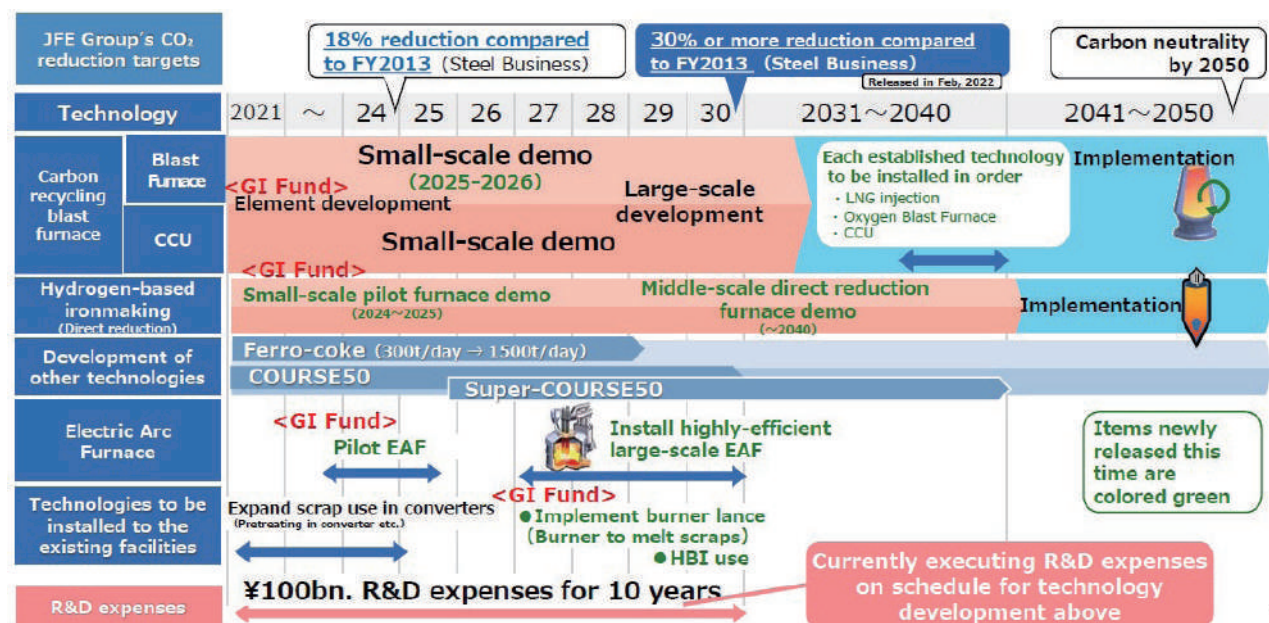 JFE Group's CO₂
reduction targets
18% reduction compared
to FY2013 (Steel Business)
30% or more reduction compared
to FY2013 (Steel Business)
Released in Feb, 2022
Carbon neutrality
by 2050
Technology
2021 ~ 24 25 26 27 28 29 30 2031~2040 2041~2050
Carbon
recycling
blast
furnace
Blast
Furnace
CCU
Small-scale demo
(2025-2026)
<GI Fund>
Element development
Large-scale
development
Small-scale demo
Each established technology
to be installed in order
・LNG injection
・Oxygen Blast Furnace
・CCU
Implementation
Hydrogen-based
ironmaking
(Direct reduction)
<GI Fund>
Small-scale pilot furnace demo
(2024~2025)
Middle-scale direct reduction
furnace demo
(~2040)
Implementation
Development of
other technologies
Ferro-coke (300t/day → 1500t/day)
COURSE50
Super-COURSE50
Electric Arc
Furnace
<GI Fund>
Pilot EAF
Install highly-efficient
large-scale EAF
Items newly
released this
time are
colored green
Technologies to be
installed to the
existing facilities
Expand scrap use in converters
(Pretreating in converter etc.)
<GI Fund>
●Implement burner lance
(Burner to melt scraps)
●HBI use
R&D expenses
¥100bn. R&D expenses for 10 years
Currently executing R&D expenses
on schedule for technology
development above